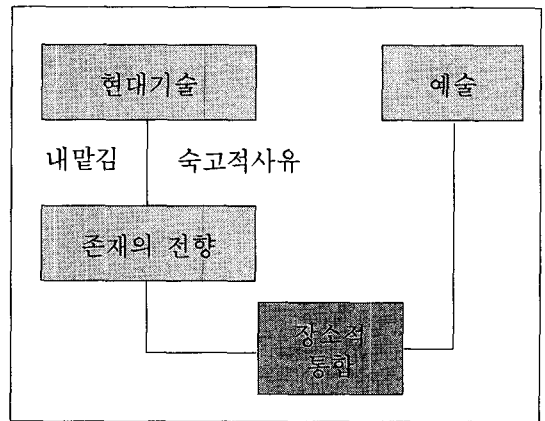 현대기술
예술
내맡김 숙고적사유
존재의 전향
장소적
통합